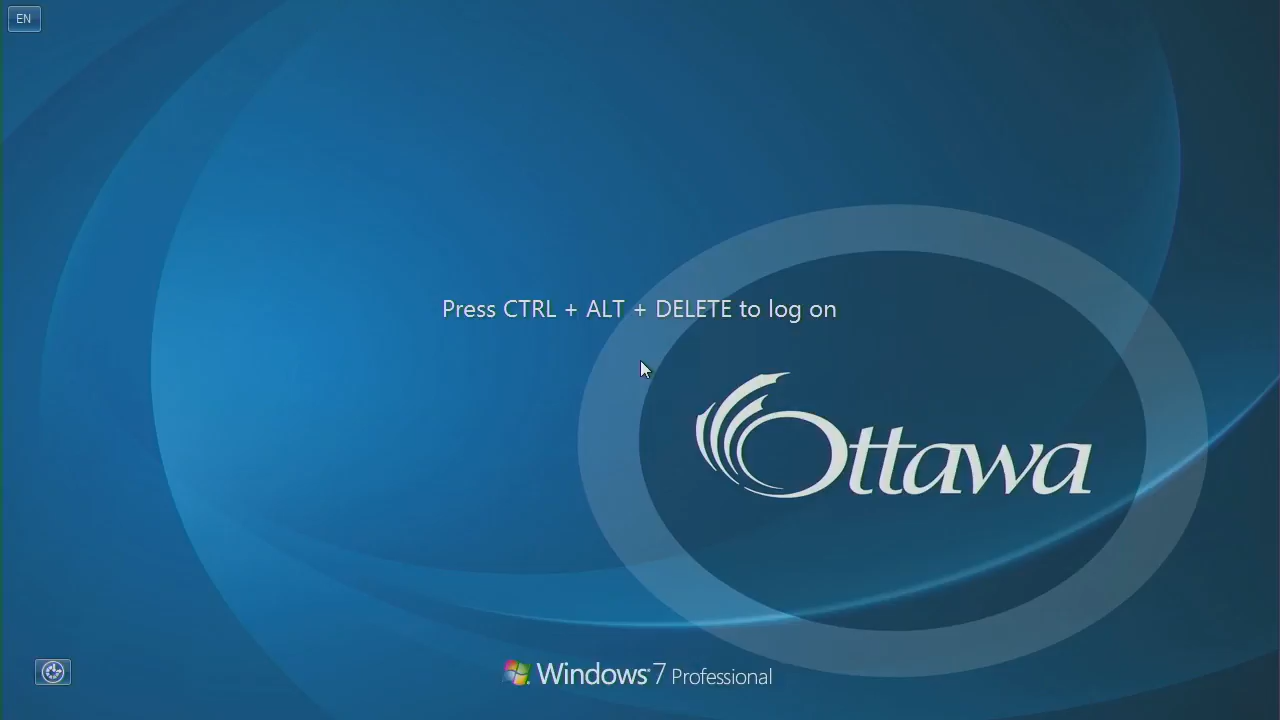 EN
Press CTRL + ALT + DELETE to log on
Ottawa
Windows 7 Professional